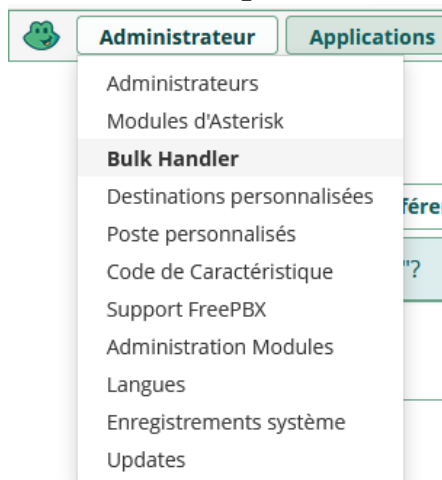 Administrateur Applications
Administrateurs
Modules d'Asterisk
Bulk Handler
Destinations personnalisées
Poste personnalisés
Code de Caractéristique
"?
Support FreePBX
Administration Modules
Langues
Enregistrements système
Updates